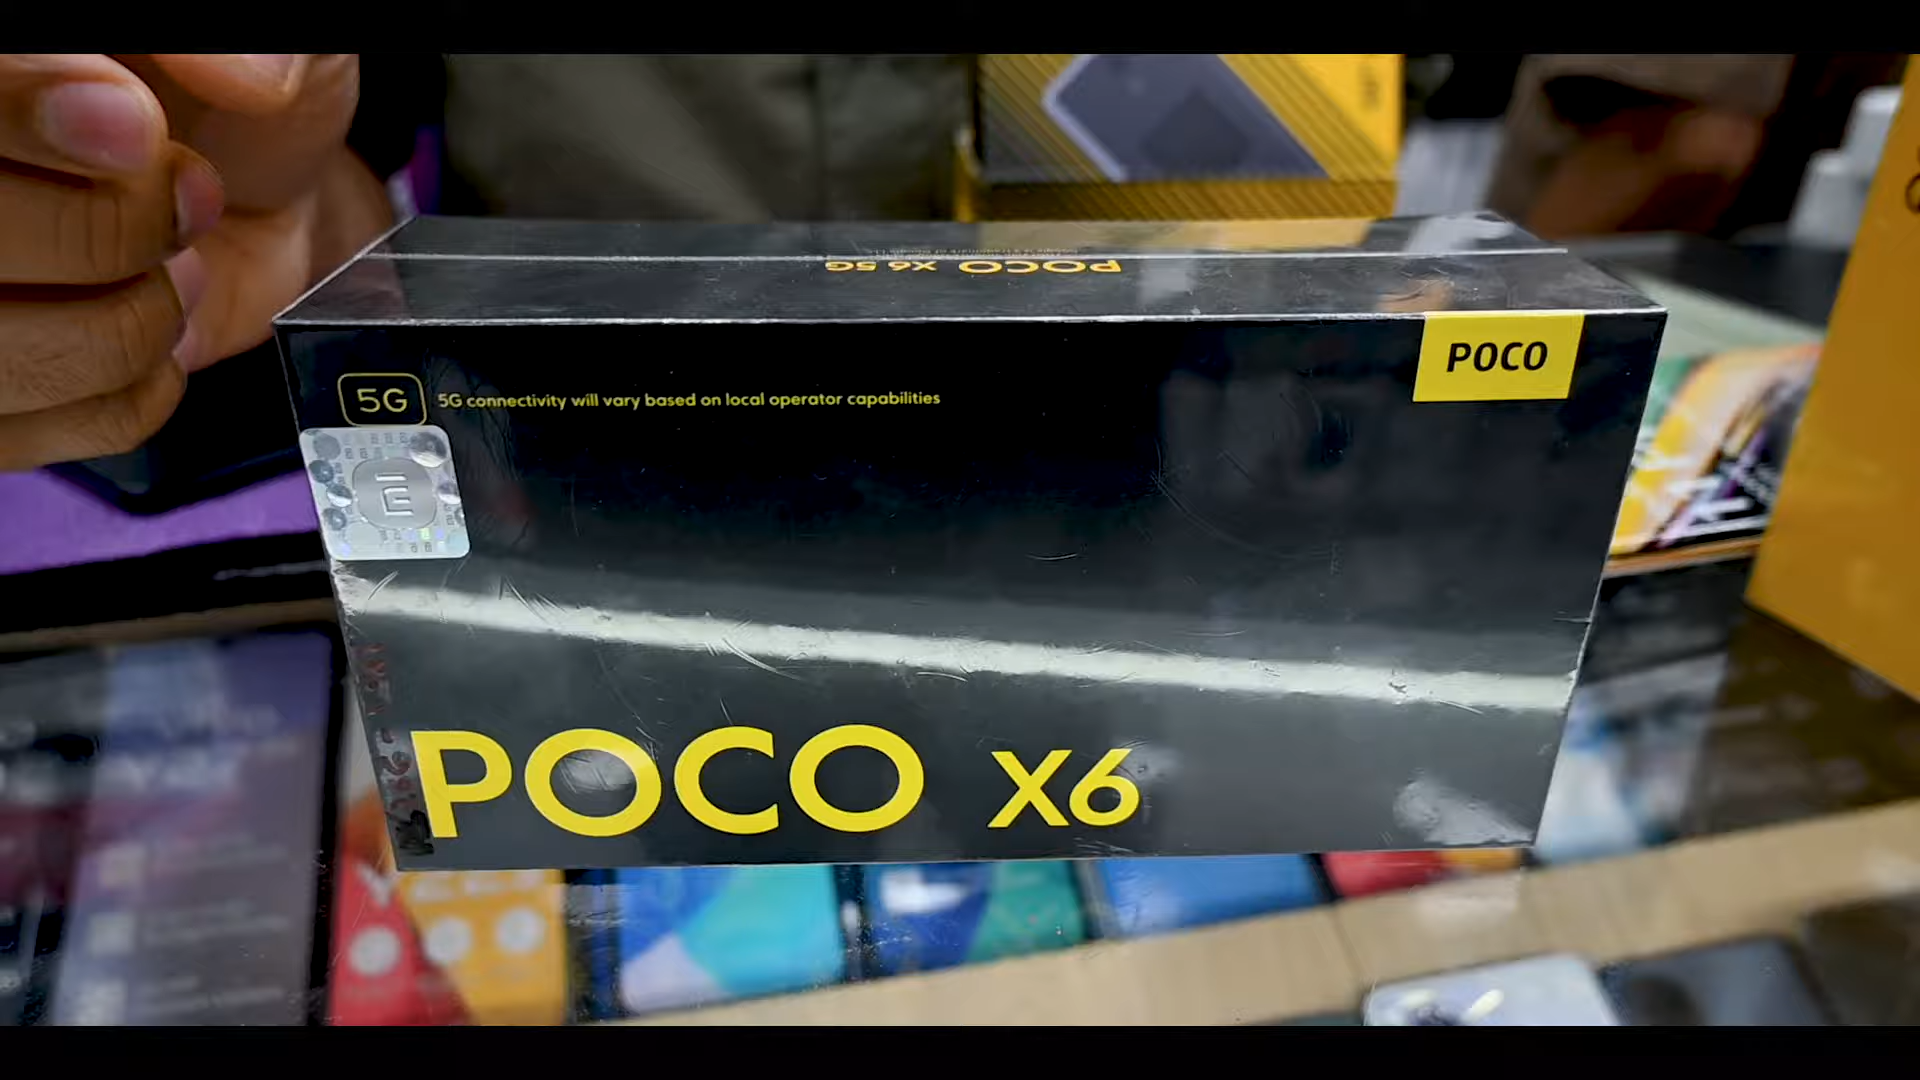 POCO X6 5G
POCO
5G
5G connectivity will vary based on local operator capabilities
POCO X6